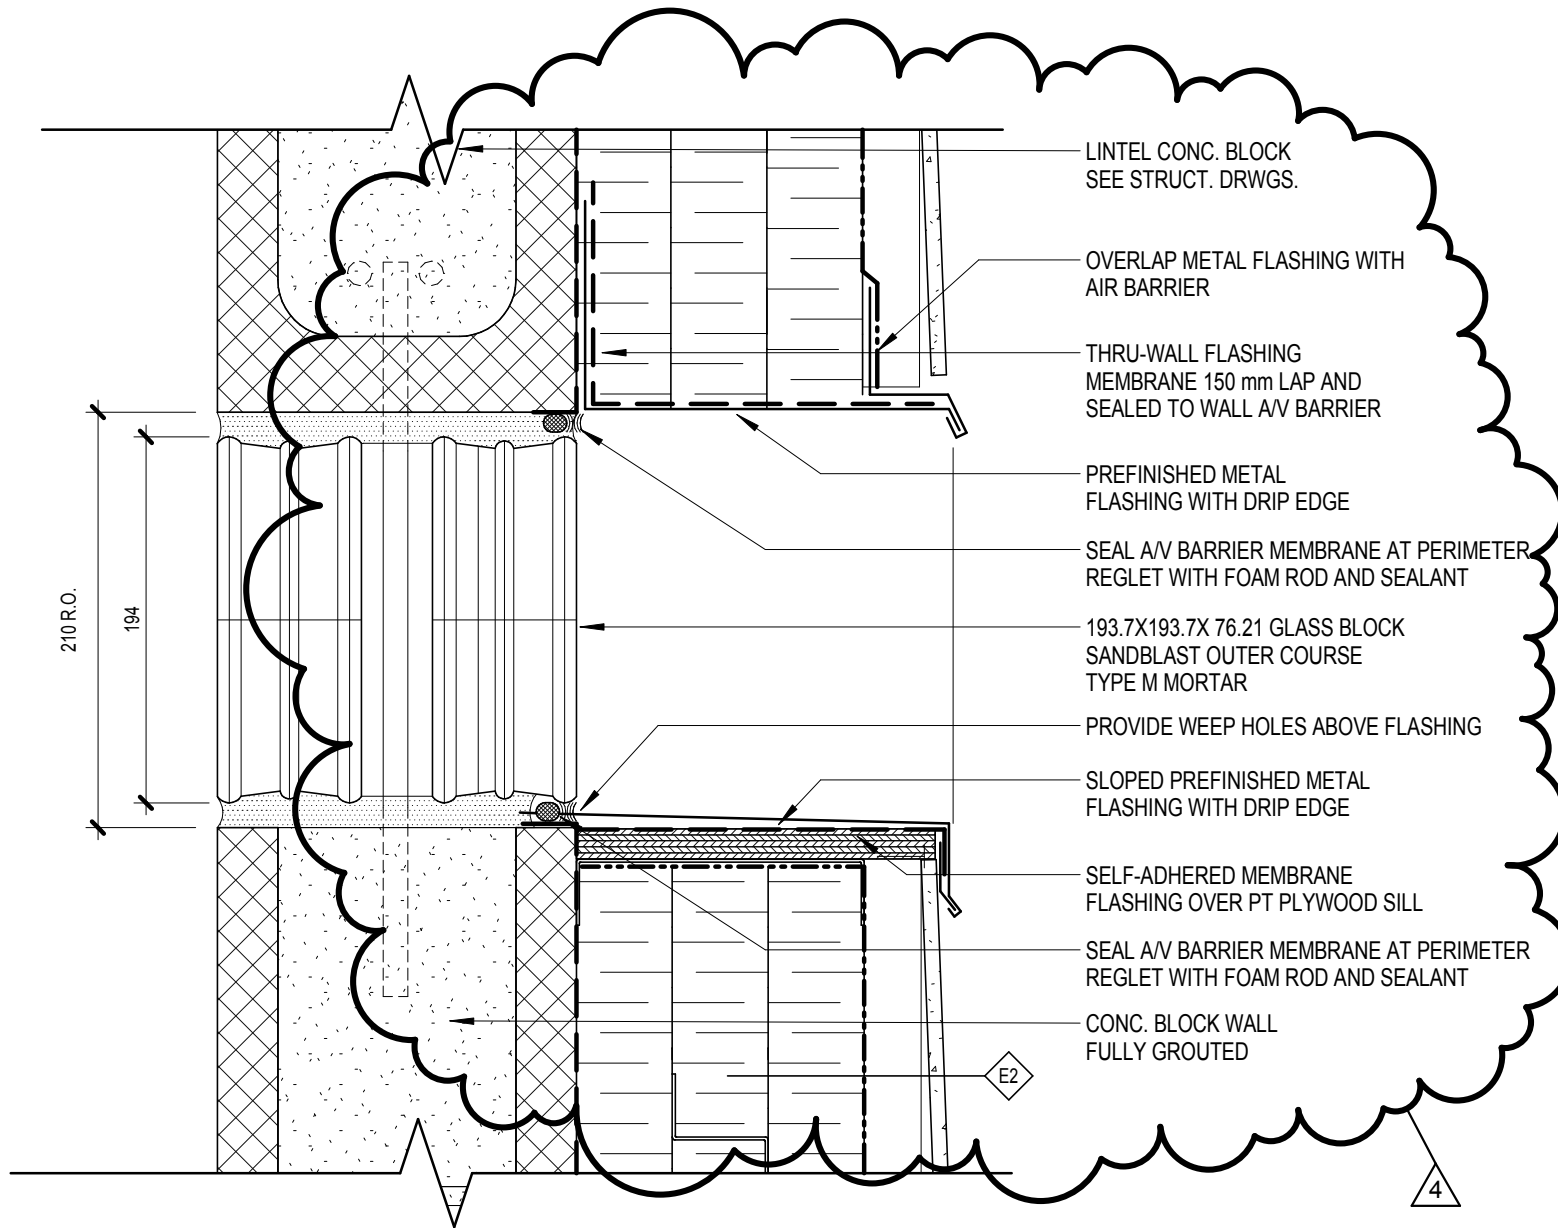 LINTEL CONC. BLOCK
SEE STRUCT. DRWGS.
OVERLAP METAL FLASHING WITH
AIR BARRIER
THRU-WALL FLASHING
MEMBRANE 150 mm LAP AND
SEALED TO WALL A/V BARRIER
PREFINISHED METAL
FLASHING WITH DRIP EDGE
SEAL A/V BARRIER MEMBRANE AT PERIMETER
REGLET WITH FOAM ROD AND SEALANT
210 R.O.
194
193.7X193.7X 76.21 GLASS BLOCK
SANDBLAST OUTER COURSE
TYPE M MORTAR
PROVIDE WEEP HOLES ABOVE FLASHING
SLOPED PREFINISHED METAL
FLASHING WITH DRIP EDGE
SELF-ADHERED MEMBRANE
FLASHING OVER PT PLYWOOD SILL
SEAL A/V BARRIER MEMBRANE AT PERIMETER
REGLET WITH FOAM ROD AND SEALANT
CONC. BLOCK WALL
FULLY GROUTED
E2
4